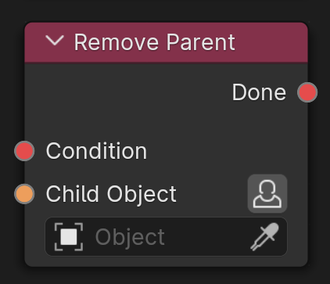 Remove Parent
Done
Condition
Child Object
Object